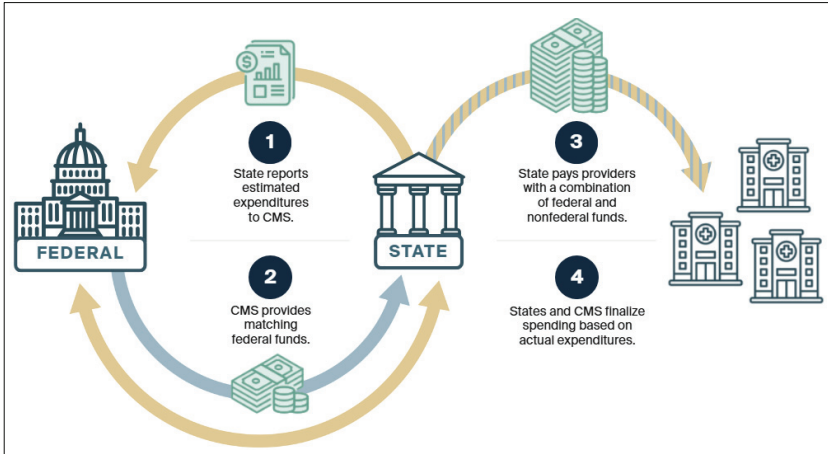 $
1
State reports
estimated
expenditures
to CMS.
3
State pays providers
with a combination
of federal and
nonfederal funds.
FEDERAL
STATE
2
CMS provides
matching
federal funds.
4
States and CMS finalize
spending based on
actual expenditures.